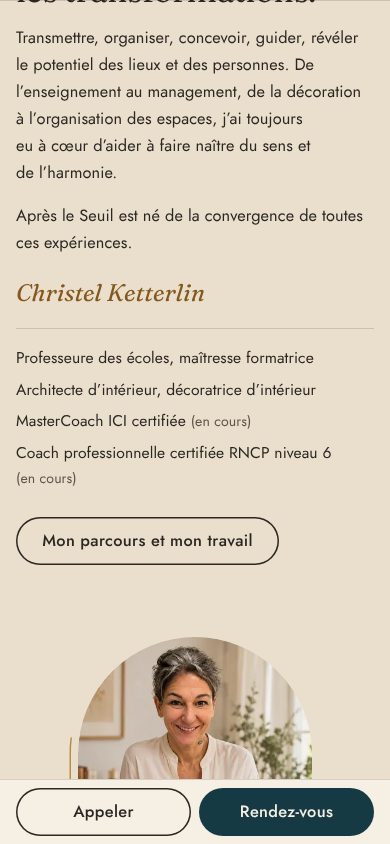 les transformations.
Transmettre, organiser, concevoir, guider, révéler
le potentiel des lieux et des personnes. De
l’enseignement au management, de la décoration
à l’organisation des espaces, j’ai toujours
eu à cœur d’aider à faire naître du sens et
de l’harmonie.
Après le Seuil est né de la convergence de toutes
ces expériences.
Christel Ketterlin
Professeure des écoles, maîtresse formatrice
Architecte d’intérieur, décoratrice d’intérieur
MasterCoach ICI certifiée (en cours)
Coach professionnelle certifiée RNCP niveau 6
(en cours)
Mon parcours et mon travail
Appeler
Rendez-vous